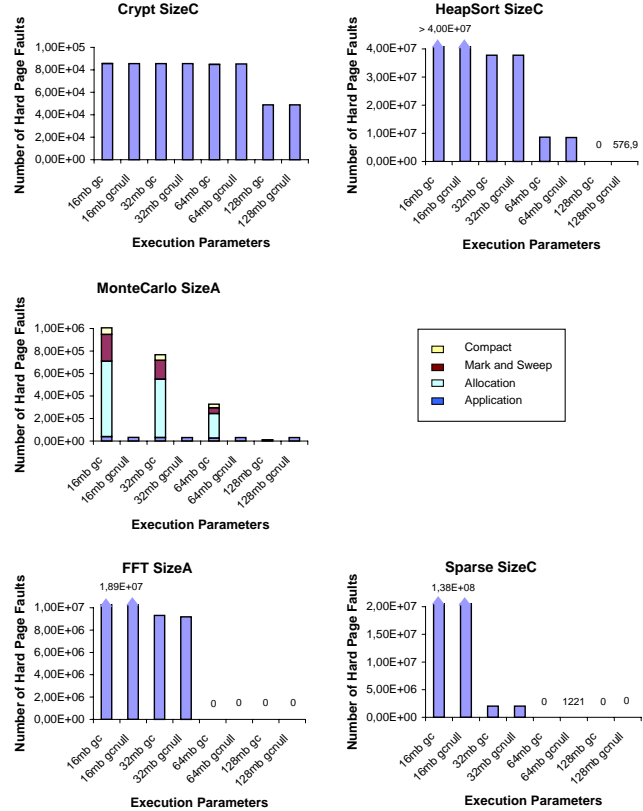 Crypt SizeC
Number of Hard Page Faults
1,00E+05
8,00E+04
6,00E+04
4,00E+04
2,00E+04
0,00E+00
16mb gc
16mb gcnull
32mb gc
32mb gcnull
64mb gc
64mb gcnull
128mb gc
128mb null
Execution Parameters
HeapSort SizeC
Number of Hard Page Faults
> 4,00E+07
4,00E+07
3,00E+07
2,00E+07
1,00E+07
0,00E+00
0
576,9
16mb gc
16mb gcnull
32mb gc
32mb gcnull
64mb gc
64mb gcnull
128mb gc
128mb null
Execution Parameters
MonteCarlo SizeA
Number of Hard Page Faults
1,00E+06
8,00E+05
6,00E+05
4,00E+05
2,00E+05
0,00E+00
16mb gc
16mb gcnull
32mb gc
32mb gcnull
64mb gc
64mb gcnull
128mb gc
128mb gcnull
Execution Parameters
Compact
Mark and Sweep
Allocation
Application
FFT SizeA
Number of Hard Page Faults
1,89E+07
1,00E+07
8,00E+06
6,00E+06
4,00E+06
2,00E+06
0,00E+00
0
0
0
0
16mb gc
16mb gcnull
32mb gc
32mb gcnull
64mb gc
64mb gcnull
128mb gc
128mb gcnull
Execution Parameters
Sparse SizeC
Number of Hard Page Faults
1,38E+08
2,00E+07
1,50E+07
1,00E+07
5,00E+06
0,00E+00
0
1221
0
0
16mb gc
16mb gcnull
32mb gc
32mb gcnull
64mb gc
64mb gcnull
128mb gc
128mb gcnull
Execution Parameters